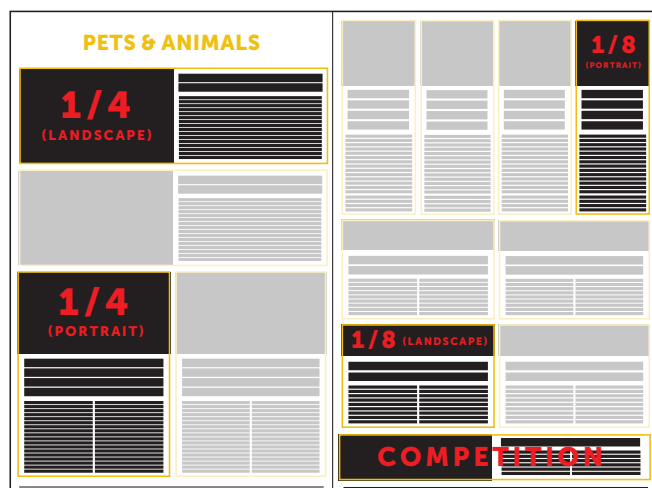 PETS & ANIMALS
1/4
(LANDSCAPE)
1/4
(PORTRAIT)
1/8
(PORTRAIT)
1/8 (LANDSCAPE)
COMPETITION